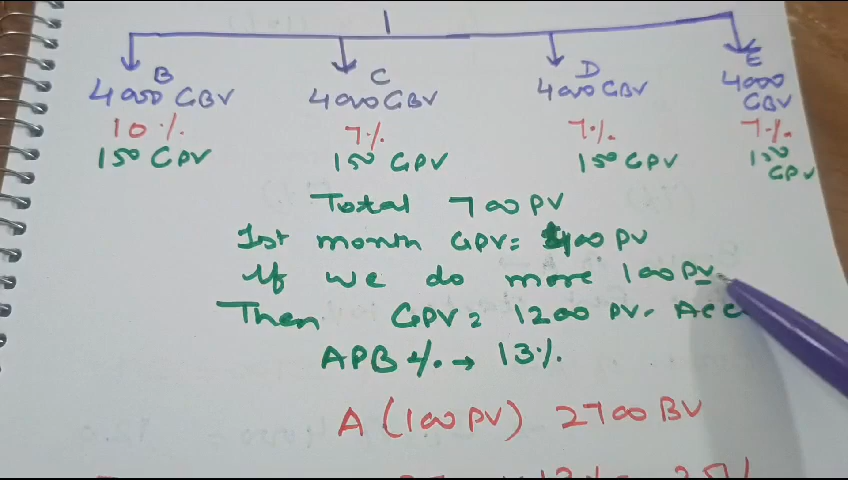 B C D E
4000 GBV 4000 GBV 4000 GBV 4000 GBV
10% 7% 7% 7%
150 GPV 150 GPV 150 GPV 150 GPV
Total 700 PV
1st month GPV = 400 PV
If we do more 100 PV
Then GPV = 1200 PV. Acc
APB % → 13%.
A (100 PV) 2700 BV